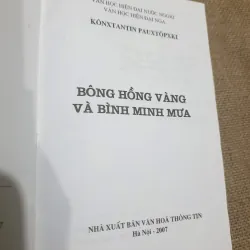 VĂN HỌC HIỆN ĐẠI NƯỚC NGOÀI
VĂN HỌC HIỆN ĐẠI NGA
KÔNXTANTIN PAUXTÔPXKI
BÔNG HỒNG VÀNG
VÀ BÌNH MINH MƯA
NHÀ XUẤT BẢN VĂN HOÁ THÔNG TIN
Hà Nội - 2007